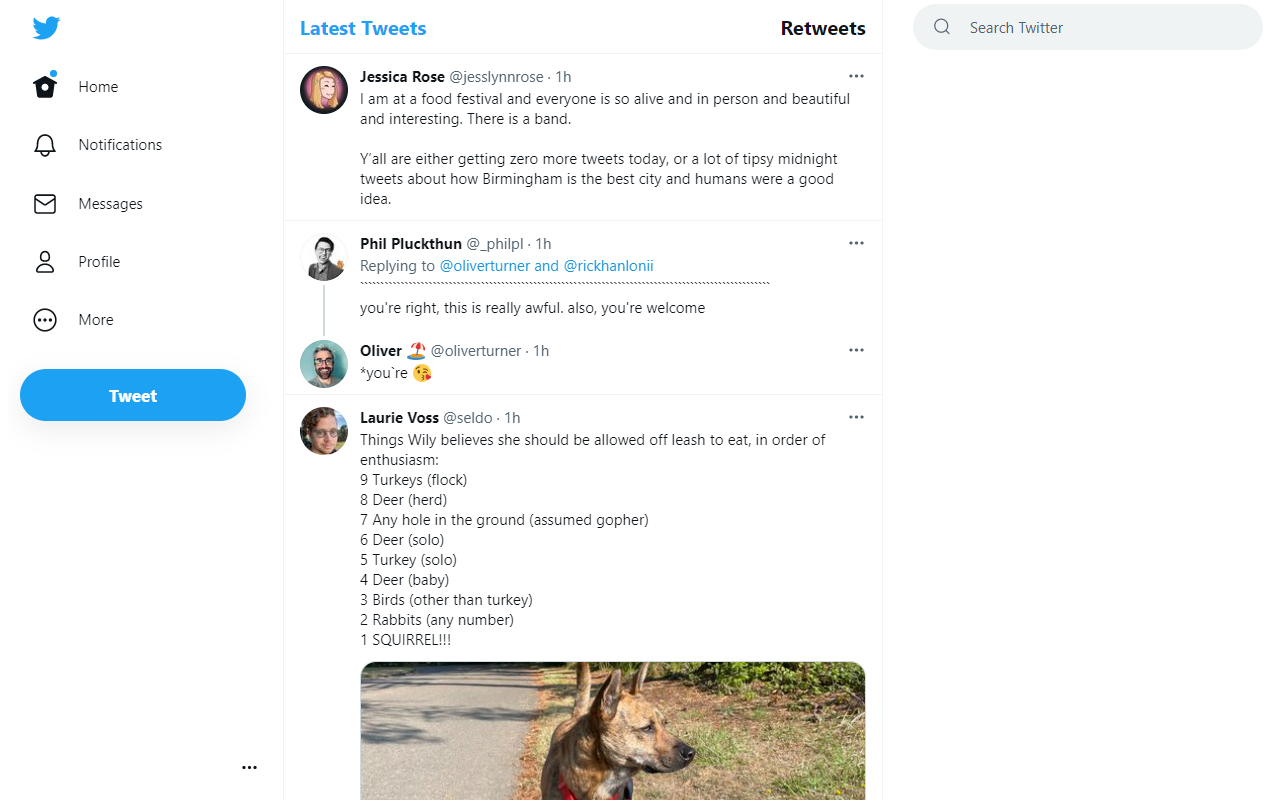 Latest Tweets
Retweets
Search Twitter
Home
Notifications
Messages
Profile
More
Tweet
Jessica Rose @jesslynnrose · 1h
I am at a food festival and everyone is so alive and in person and beautiful
and interesting. There is a band.
Y'all are either getting zero more tweets today, or a lot of tipsy midnight
tweets about how Birmingham is the best city and humans were a good
idea.
Phil Pluckthun @_philpl · 1h
Replying to @oliverturner and @rickhanlonii
you're right, this is really awful. also, you're welcome
Oliver 🏖️ @oliverturner · 1h
*you`re 😘
Laurie Voss @seldo · 1h
Things Wily believes she should be allowed off leash to eat, in order of
enthusiasm:
9 Turkeys (flock)
8 Deer (herd)
7 Any hole in the ground (assumed gopher)
6 Deer (solo)
5 Turkey (solo)
4 Deer (baby)
3 Birds (other than turkey)
2 Rabbits (any number)
1 SQUIRREL!!!